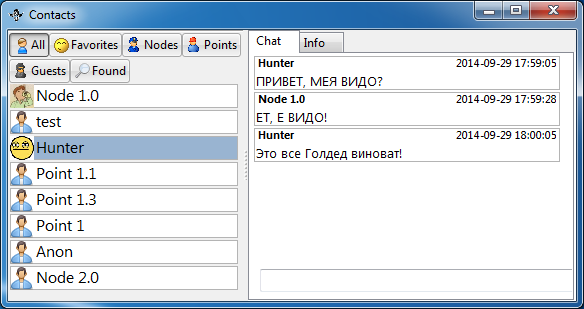 Contacts
All Favorites Nodes Points
Guests Found
Node 1.0
test
Hunter
Point 1.1
Point 1.3
Point 1
Anon
Node 2.0
Chat Info
Hunter 2014-09-29 17:59:05
ПРИВЕТ, МЕЯ ВИДО?
Node 1.0 2014-09-29 17:59:28
ЕТ, Е ВИДО!
Hunter 2014-09-29 18:00:05
Это все Голдед виноват!